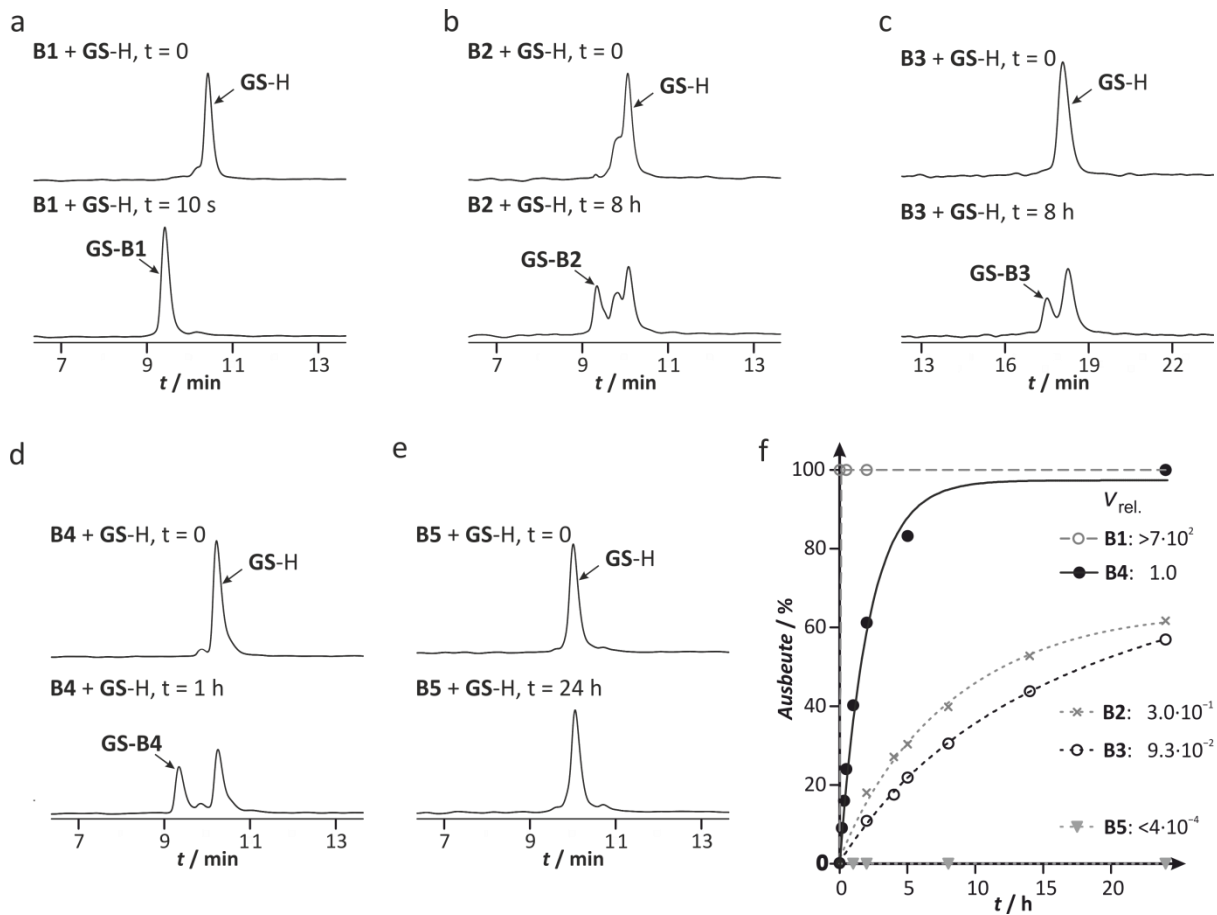 a
B1 + GS-H, t = 0
GS-H
B1 + GS-H, t = 10 s
GS-B1
7 9 11 13
t / min
b
B2 + GS-H, t = 0
GS-H
B2 + GS-H, t = 8 h
GS-B2
7 9 11 13
t / min
c
B3 + GS-H, t = 0
GS-H
B3 + GS-H, t = 8 h
GS-B3
13 16 19 22
t / min
d
B4 + GS-H, t = 0
GS-H
B4 + GS-H, t = 1 h
GS-B4
7 9 11 13
t / min
e
B5 + GS-H, t = 0
GS-H
B5 + GS-H, t = 24 h
7 9 11 13
t / min
f
Ausbeute / %
100
80
60
40
20
0
0 5 10 15 20
t / h
V rel.
B1: >7·10²
B4: 1.0
B2: 3.0·10⁻¹
B3: 9.3·10⁻²
B5: <4·10⁻⁴